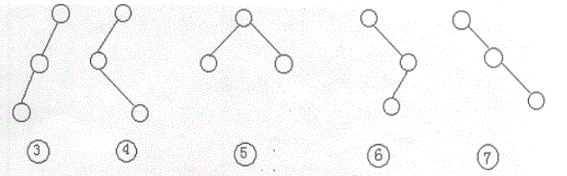 ③ ④ ⑤ ⑥ ⑦